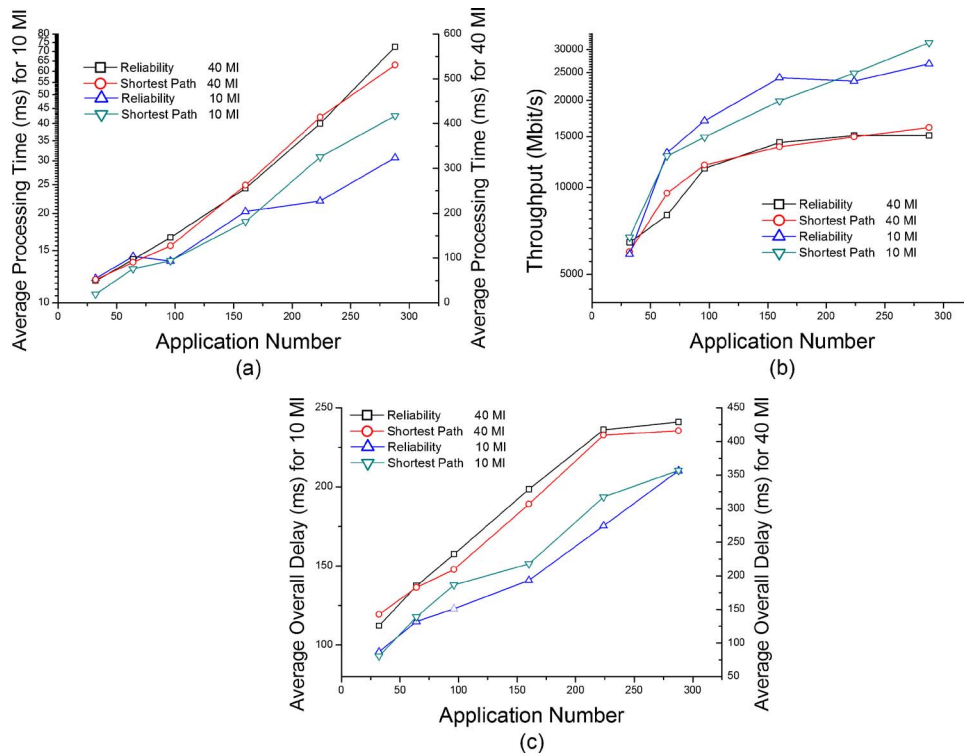 (a)
Average Processing Time (ms) for 10 MI
80
75
70
65
60
55
50
45
40
35
30
25
20
15
10
Reliability 40 MI
Shortest Path 40 MI
Reliability 10 MI
Shortest Path 10 MI
600
500
400
300
200
100
0
Average Processing Time (ms) for 40 MI
0 50 100 150 200 250 300
Application Number
Throughput (Mbit/s)
30000
25000
20000
15000
10000
5000
Reliability 40 MI
Shortest Path 40 MI
Reliability 10 MI
Shortest Path 10 MI
0 50 100 150 200 250 300
Application Number
(b)
Average Overall Delay (ms) for 10 MI
250
200
150
100
Reliability 40 MI
Shortest Path 40 MI
Reliability 10 MI
Shortest Path 10 MI
450
400
350
300
250
200
150
100
50
Average Overall Delay (ms) for 40 MI
0 50 100 150 200 250 300
Application Number
(c)